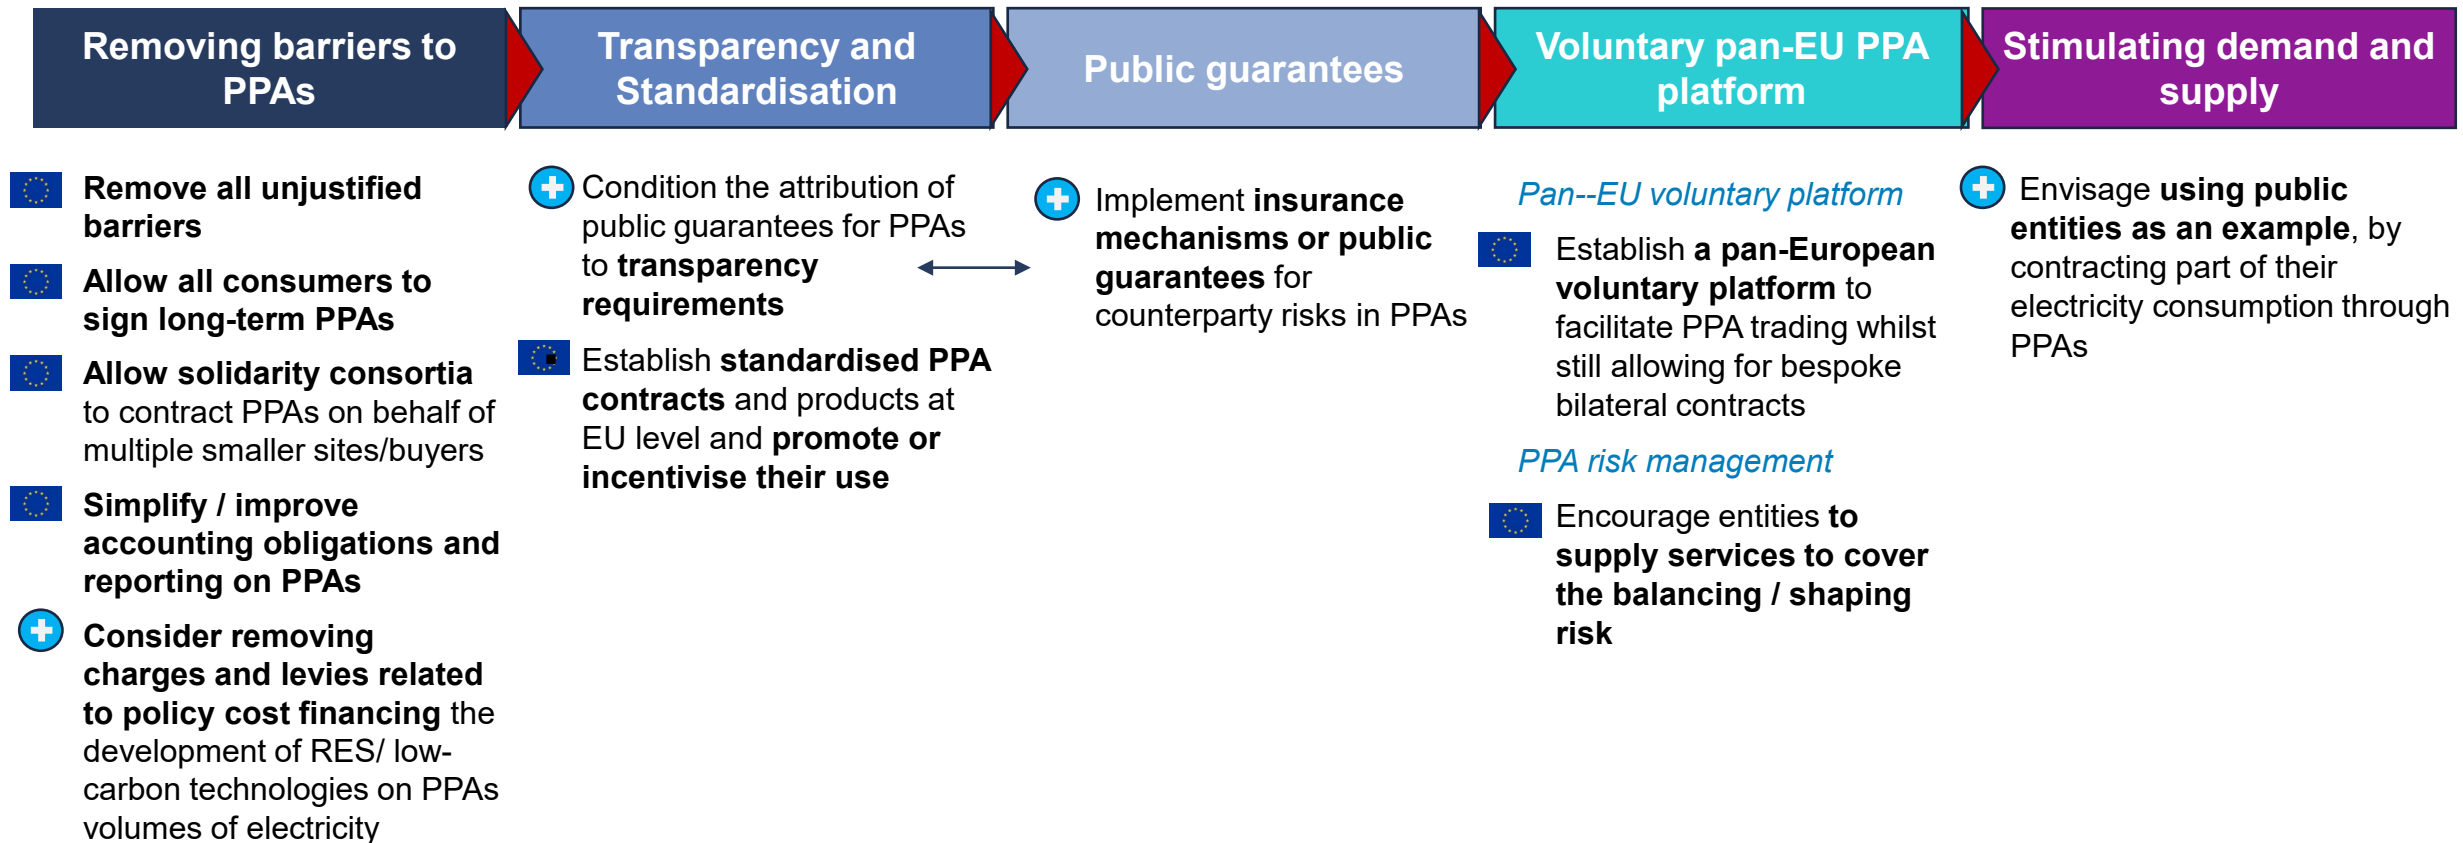 Removing barriers to
PPAs
Transparency and
Standardisation
Public guarantees
Voluntary pan-EU PPA
platform
Stimulating demand and
supply
Remove all unjustified
barriers
Allow all consumers to
sign long-term PPAs
Allow solidarity consortia
to contract PPAs on behalf of
multiple smaller sites/buyers
Simplify / improve
accounting obligations and
reporting on PPAs
Consider removing
charges and levies related
to policy cost financing the
development of RES/ low-
carbon technologies on PPAs
volumes of electricity
Condition the attribution of
public guarantees for PPAs
to transparency
requirements
Establish standardised PPA
contracts and products at
EU level and promote or
incentivise their use
Implement insurance
mechanisms or public
guarantees for
counterparty risks in PPAs
Pan--EU voluntary platform
Establish a pan-European
voluntary platform to
facilitate PPA trading whilst
still allowing for bespoke
bilateral contracts
PPA risk management
Encourage entities to
supply services to cover
the balancing / shaping
risk
Envisage using public
entities as an example, by
contracting part of their
electricity consumption through
PPAs